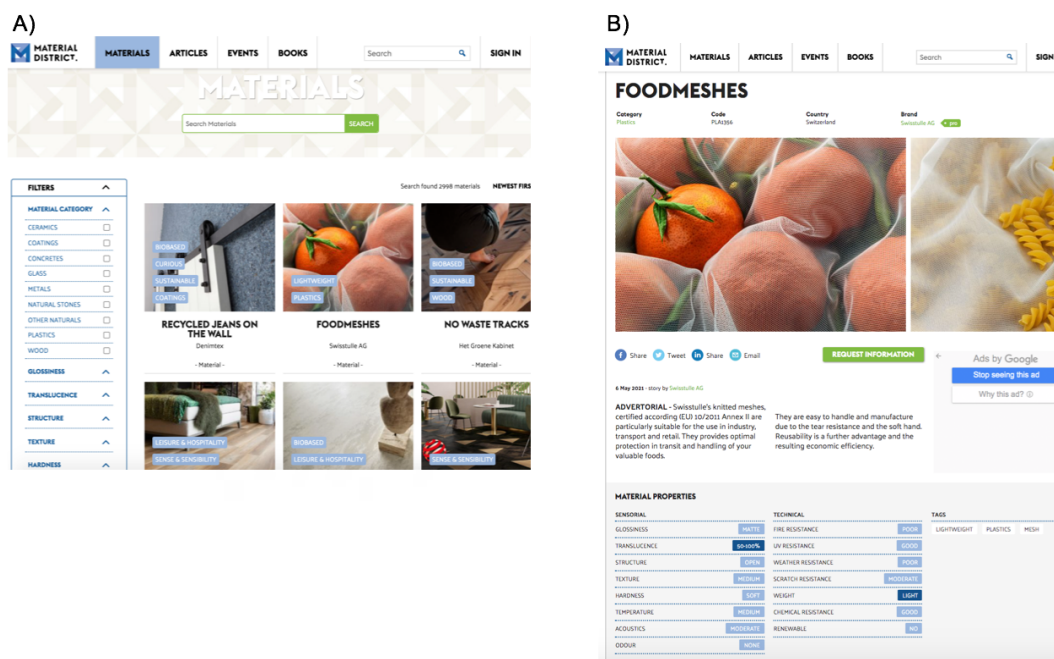 A)
MATERIAL
DISTRICT.
MATERIALS
ARTICLES
EVENTS
BOOKS
Search
SIGN IN
MATERIALS
Search Materials
SEARCH
FILTERS
MATERIAL CATEGORY
CERAMICS
COATINGS
CONCRETES
GLASS
METALS
NATURAL STONES
OTHER NATURALS
PLASTICS
WOOD
GLOSSINESS
TRANSLUCENCE
STRUCTURE
TEXTURE
HARDNESS
Search found 2998 materials
NEWEST FIRS
BIOBASED
CURIOUS
SUSTAINABLE
COATINGS
RECYCLED JEANS ON
THE WALL
Denimtex
- Material -
LIGHTWEIGHT
PLASTICS
FOODMESHES
Swisstulle AG
- Material -
BIOBASED
SUSTAINABLE
WOOD
NO WASTE TRACKS
Het Groene Kabinet
- Material -
LEISURE & HOSPITALITY
SENSE & SENSIBILITY
BIOBASED
LEISURE & HOSPITALITY
SENSE & SENSIBILITY
B)
MATERIAL
DISTRICT.
MATERIALS
ARTICLES
EVENTS
BOOKS
Search
SIGN
FOODMESHES
Category
Plastics
Code
PLA1356
Country
Switzerland
Brand
Swisstulle AG
pro
Share
Tweet
Share
Email
REQUEST INFORMATION
6 May 2021 - story by Swisstulle AG
ADVERTORIAL - Swisstulle's knitted meshes,
certified according (EU) 10/2011 Annex II are
particularly suitable for the use in industry,
transport and retail. They provides optimal
protection in transit and handling of your
valuable foods.
They are easy to handle and manufacture
due to the tear resistance and the soft hand.
Reusability is a further advantage and the
resulting economic efficiency.
Ads by Google
Stop seeing this ad
Why this ad?
MATERIAL PROPERTIES
SENSORIAL
GLOSSINESS MATTE
TRANSLUCENCE 50-100%
STRUCTURE OPEN
TEXTURE MEDIUM
HARDNESS SOFT
TEMPERATURE MEDIUM
ACOUSTICS MODERATE
ODOUR NONE
TECHNICAL
FIRE RESISTANCE POOR
UV RESISTANCE GOOD
WEATHER RESISTANCE POOR
SCRATCH RESISTANCE MODERATE
WEIGHT LIGHT
CHEMICAL RESISTANCE GOOD
RENEWABLE NO
TAGS
LIGHTWEIGHT PLASTICS MESH